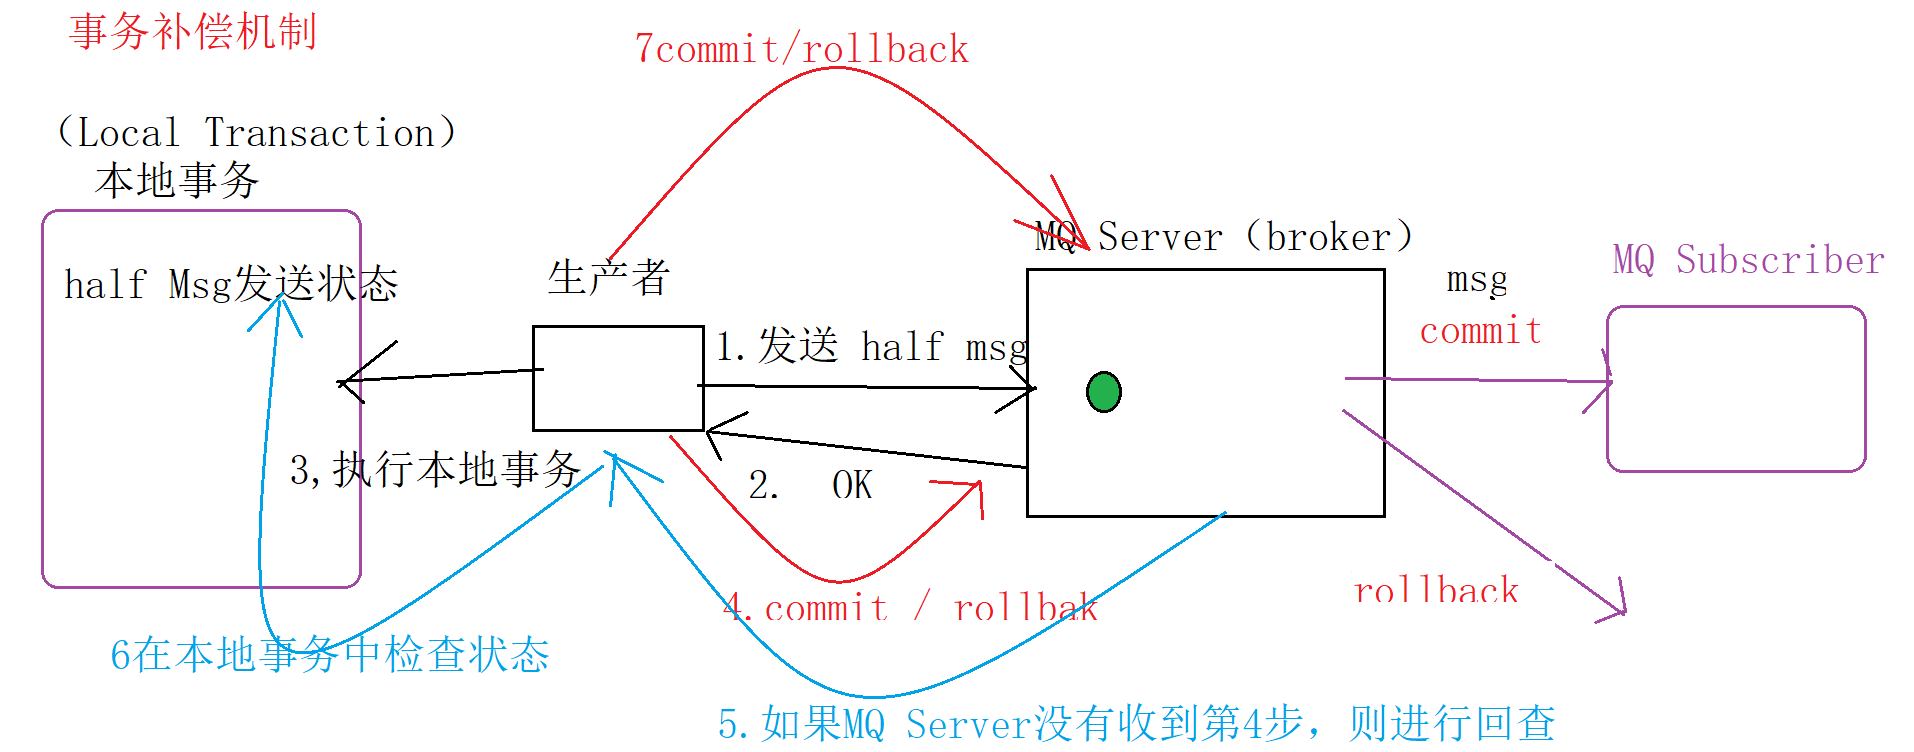 事务补偿机制
7commit/rollback
（Local Transaction）
本地事务
MQ Server（broker）
MQ Subscriber
half Msg发送状态
生产者
msg
commit
1.发送 half msg
3,执行本地事务
2. OK
4.commit / rollbak
rollback
6在本地事务中检查状态
5.如果MQ Server没有收到第4步，则进行回查